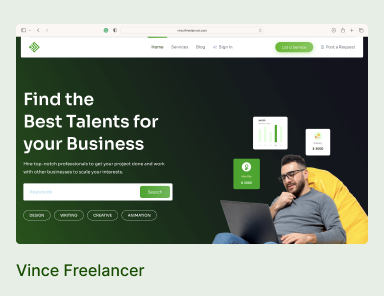 vincefreelancer.com
Home
Services
Blog
Sign In
List a Service
Post a Request
Find the
Best Talents for
your Business
Hire top-notch professionals to get your project done and work
with other businesses to scale your interests.
Keywords
Search
DESIGN
WRITING
CREATIVE
ANIMATION
$ 3000
$ 3000
Vince Freelancer